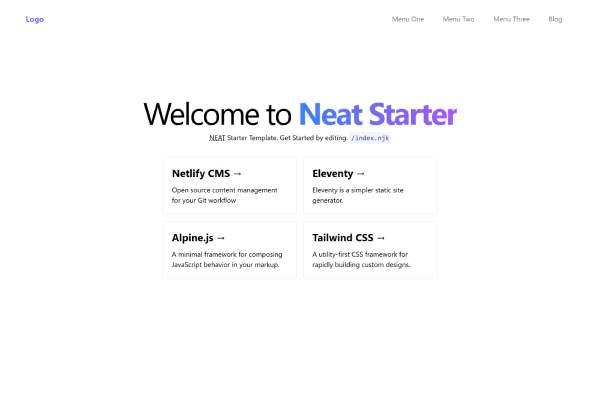 Logo
Menu One Menu Two Menu Three Blog
Welcome to Neat Starter
NEAT Starter Template. Get Started by editing. /index.njk
Netlify CMS →
Open source content management
for your Git workflow
Eleventy →
Eleventy is a simpler static site
generator.
Alpine.js →
A minimal framework for composing
JavaScript behavior in your markup.
Tailwind CSS →
A utility-first CSS framework for
rapidly building custom designs.